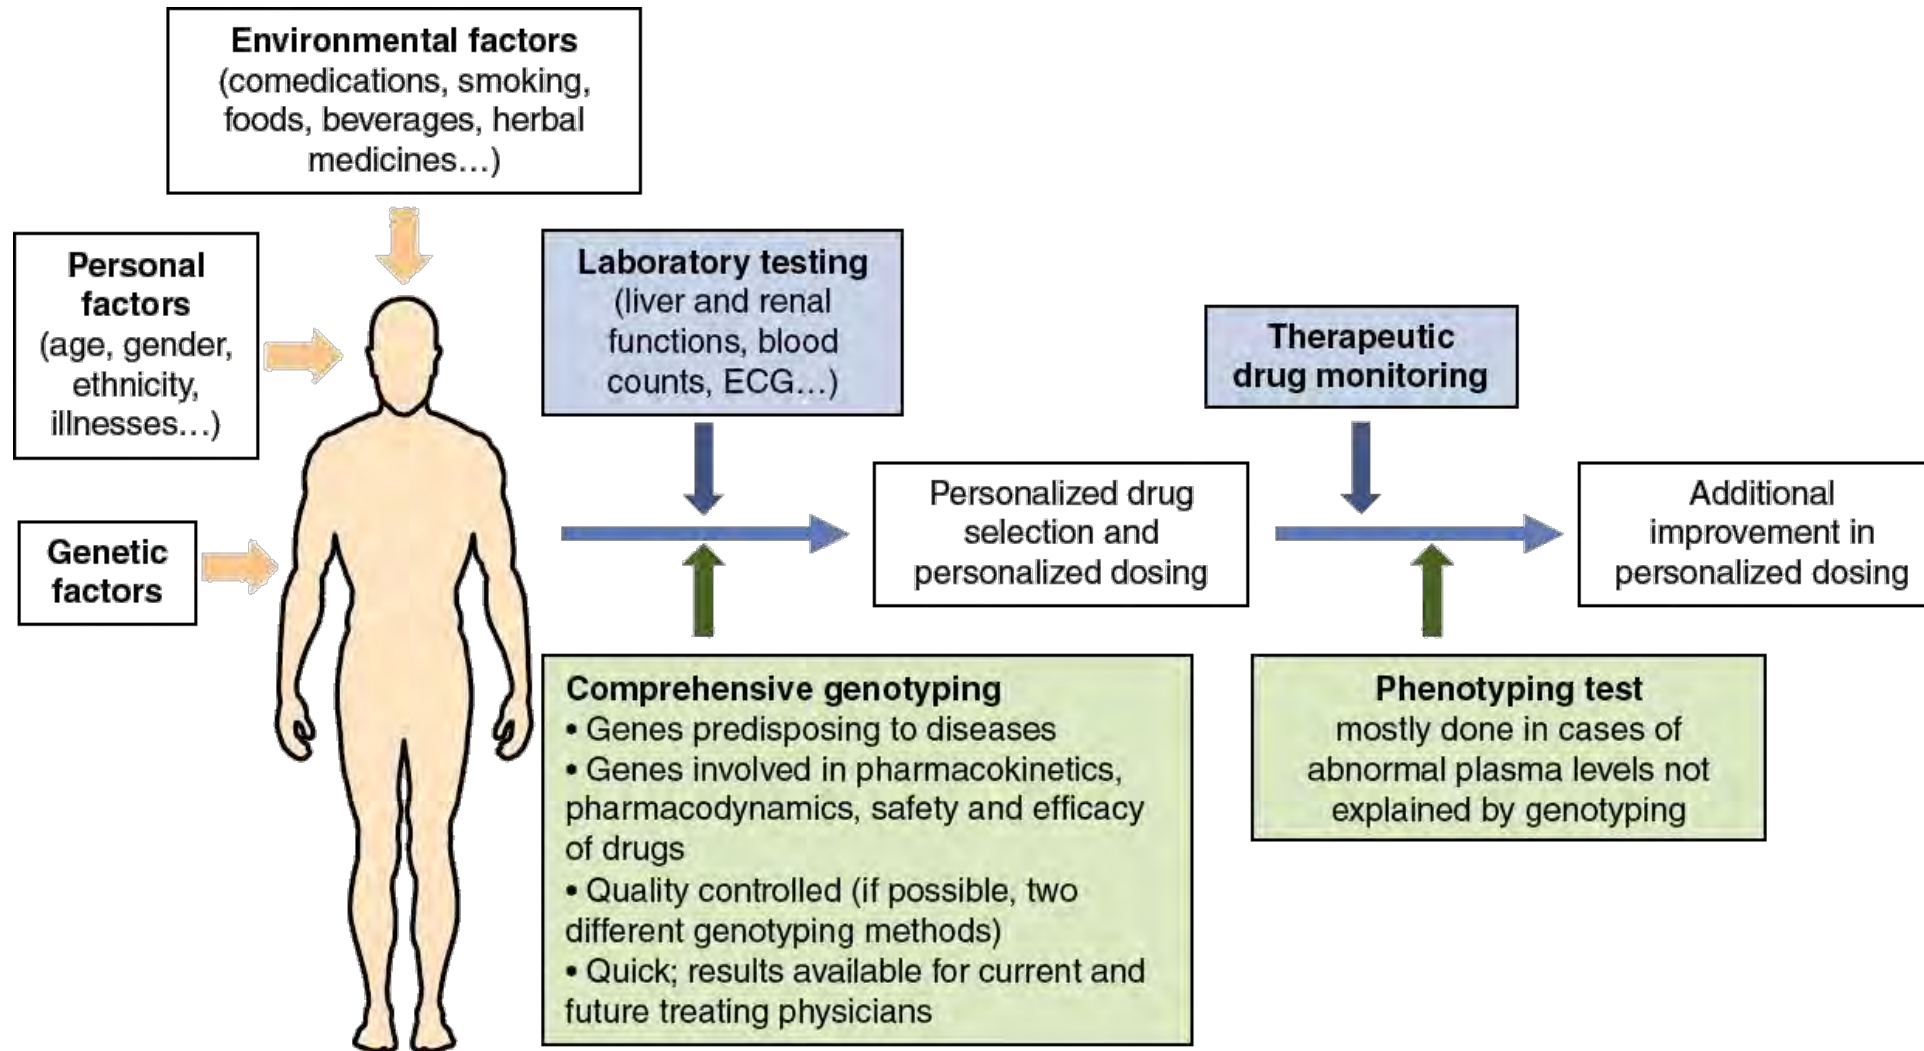 Environmental factors
(comedications, smoking,
foods, beverages, herbal
medicines…)
Personal
factors
(age, gender,
ethnicity,
illnesses…)
Genetic
factors
Laboratory testing
(liver and renal
functions, blood
counts, ECG…)
Comprehensive genotyping
• Genes predisposing to diseases
• Genes involved in pharmacokinetics,
pharmacodynamics, safety and efficacy
of drugs
• Quality controlled (if possible, two
different genotyping methods)
• Quick; results available for current and
future treating physicians
Personalized drug
selection and
personalized dosing
Therapeutic
drug monitoring
Phenotyping test
mostly done in cases of
abnormal plasma levels not
explained by genotyping
Additional
improvement in
personalized dosing